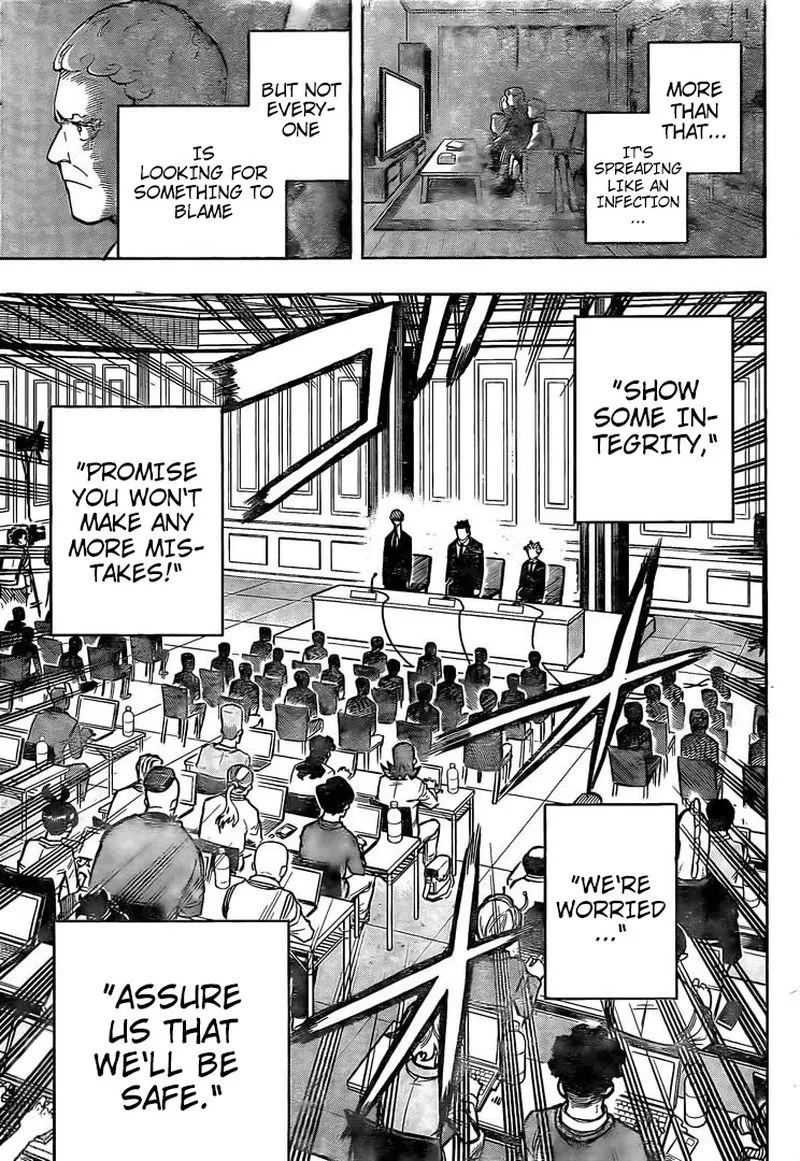 MORE
THAN
THAT...
IT'S
SPREADING
LIKE AN
INFECTION
...
BUT NOT
EVERY-
ONE
IS
LOOKING FOR
SOMETHING TO
BLAME
"SHOW
SOME IN-
TEGRITY,"
"PROMISE
YOU WON'T
MAKE ANY
MORE MIS-
TAKES!"
"WE'RE
WORRIED
..."
"ASSURE
US THAT
WE'LL BE
SAFE."